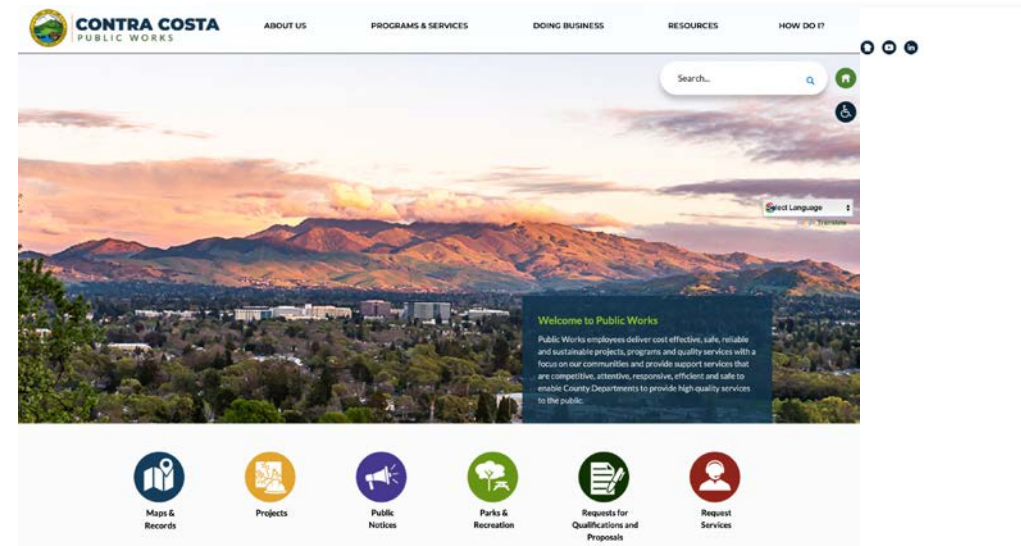 CONTRA COSTA
PUBLIC WORKS
ABOUT US
PROGRAMS & SERVICES
DOING BUSINESS
RESOURCES
HOW DO I?
Search...
Select Language
Translate
Welcome to Public Works
Public Works employees deliver cost effective, safe, reliable
and sustainable projects, programs and quality services with a
focus on our communities and provide support services that
are competitive, attentive, responsive, efficient and safe to
enable County Departments to provide high quality services
to the public.
Maps &
Records
Projects
Public
Notices
Parks &
Recreation
Requests for
Qualifications and
Proposals
Request
Services